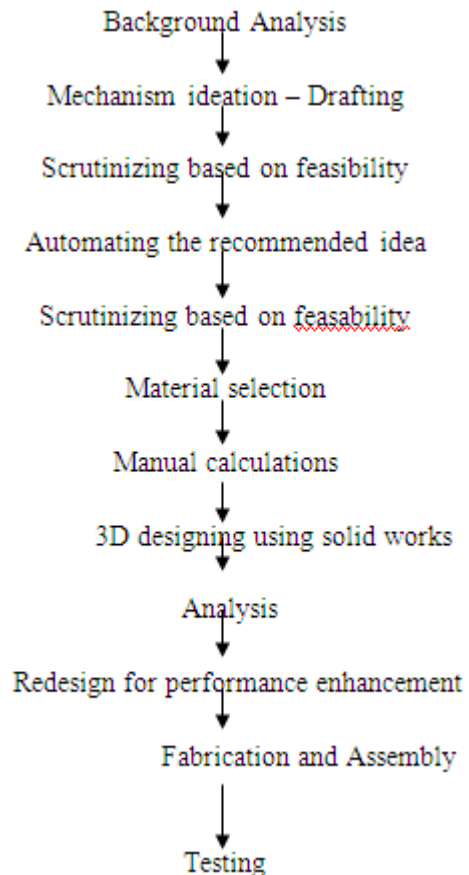 Background Analysis
Mechanism ideation – Drafting
Scrutinizing based on feasibility
Automating the recommended idea
Scrutinizing based on feasability
Material selection
Manual calculations
3D designing using solid works
Analysis
Redesign for performance enhancement
Fabrication and Assembly
Testing